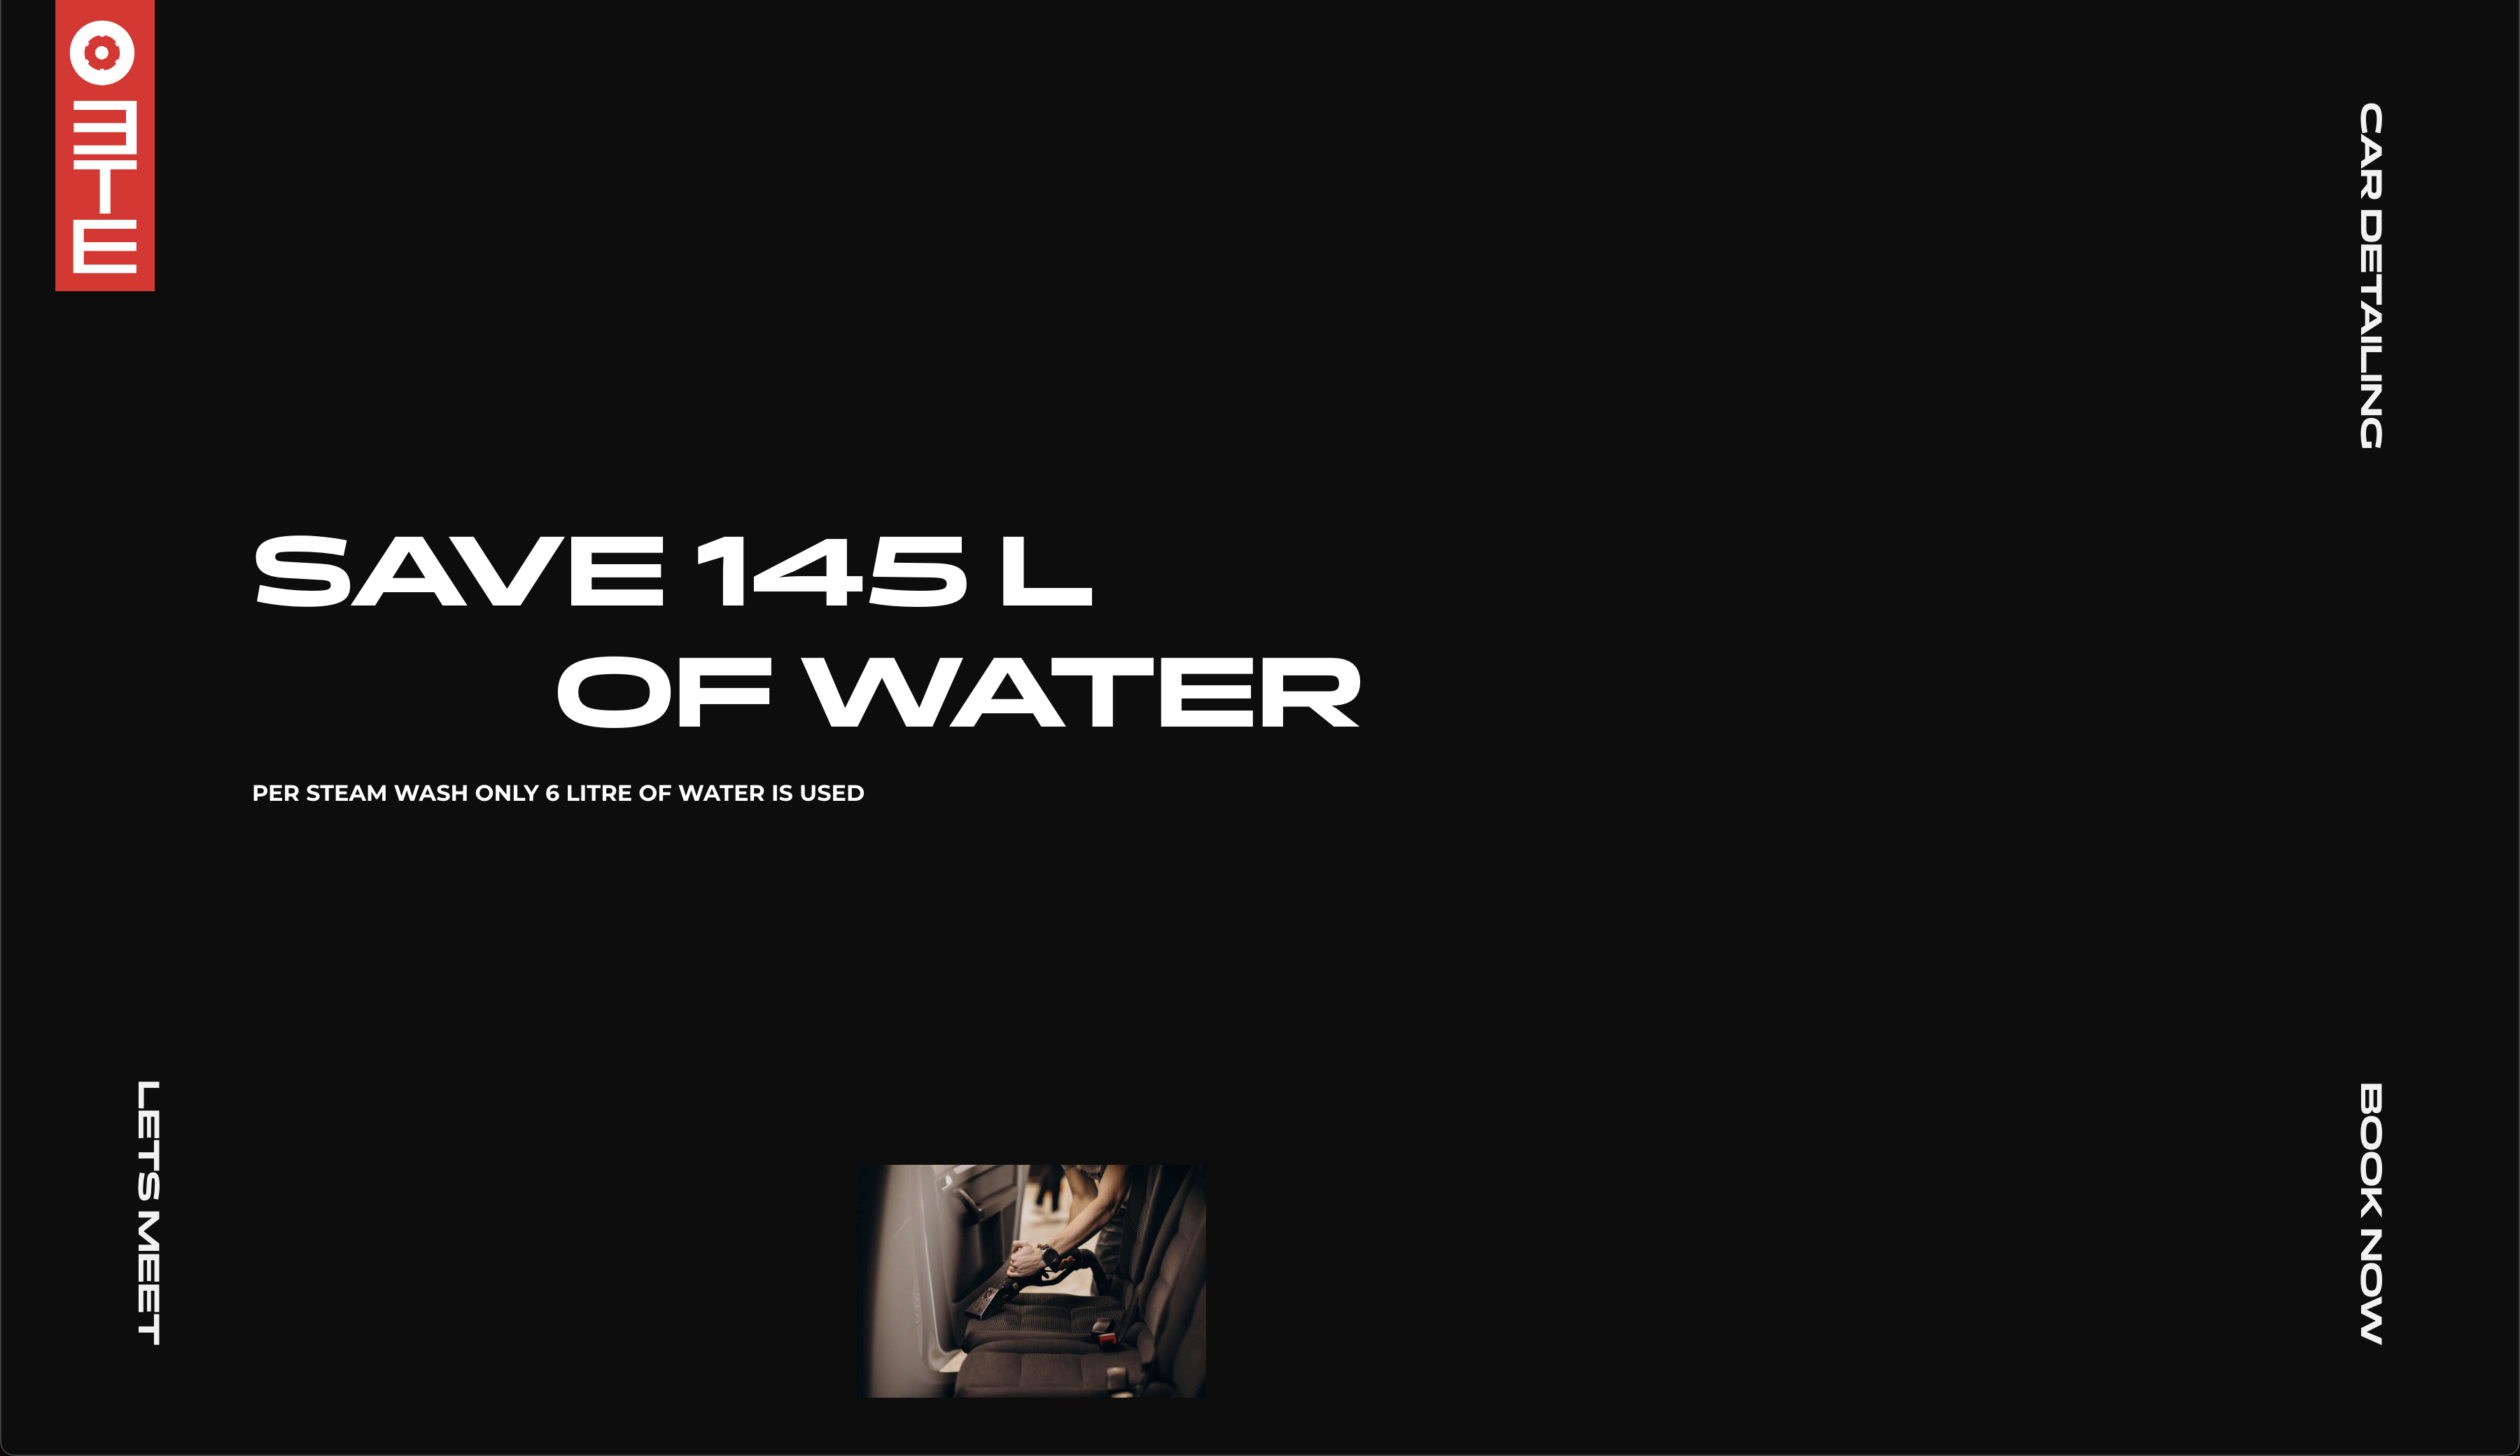 CAR DETAILING
SAVE 145 L
OF WATER
PER STEAM WASH ONLY 6 LITRE OF WATER IS USED
LETS MEET
BOOK NOW